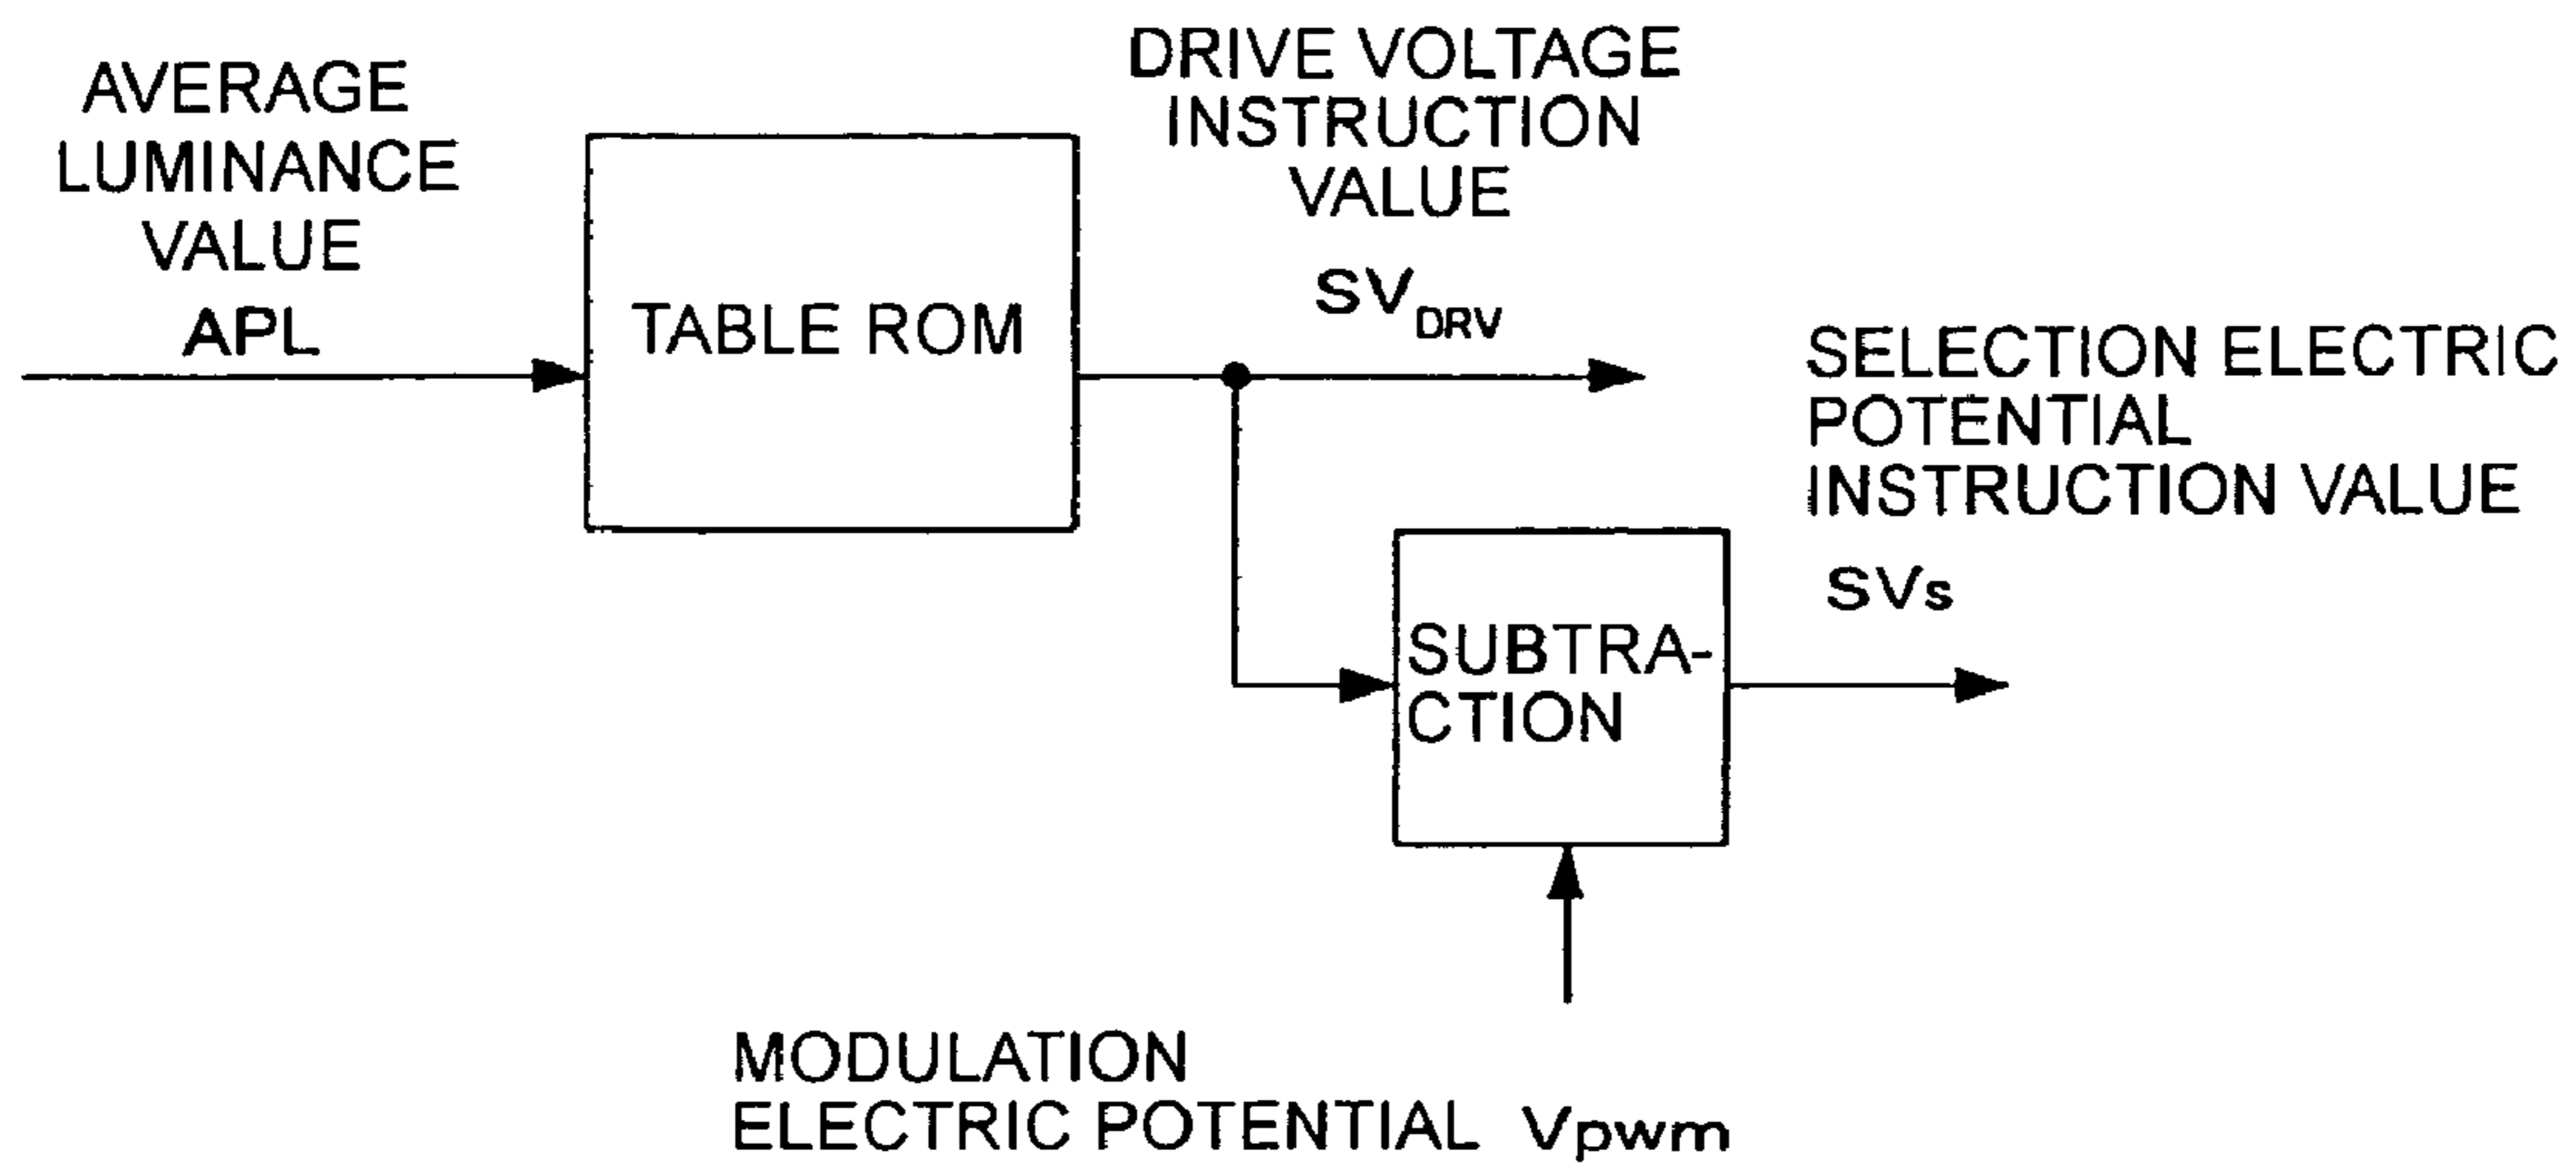 AVERAGE
LUMINANCE
VALUE
APL
TABLE ROM
DRIVE VOLTAGE
INSTRUCTION
VALUE
SVDRV
SELECTION ELECTRIC
POTENTIAL
INSTRUCTION VALUE
SVs
SUBTRA-
CTION
MODULATION
ELECTRIC POTENTIAL Vpwm